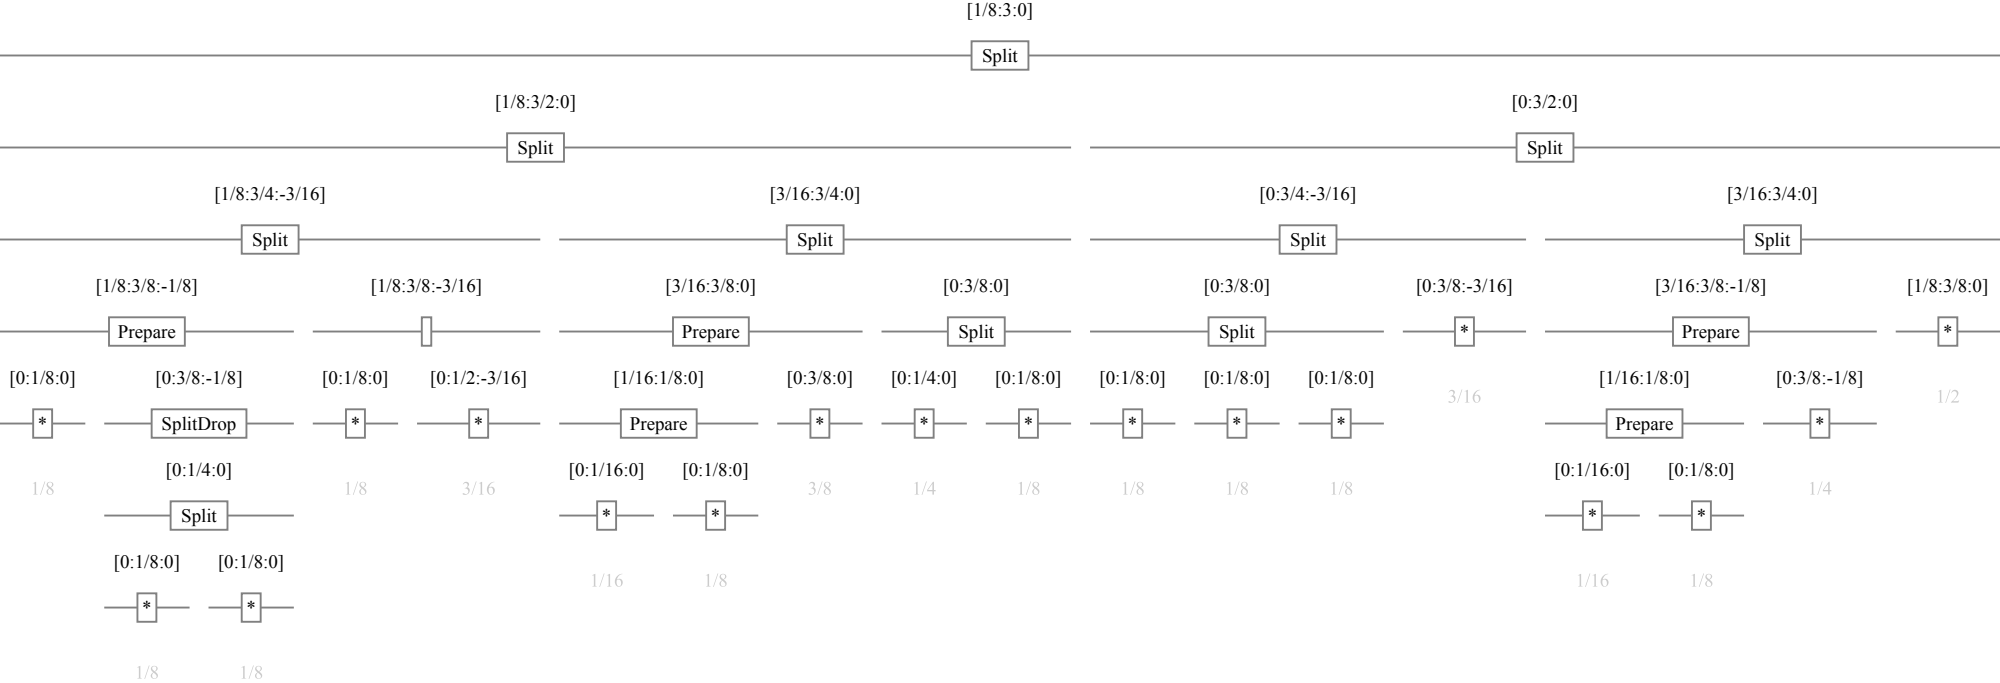 [1/8:3:0]
Split
[1/8:3/2:0] [0:3/2:0]
Split Split
[1/8:3/4:-3/16] [3/16:3/4:0] [0:3/4:-3/16] [3/16:3/4:0]
Split Split Split Split
[1/8:3/8:-1/8] [1/8:3/8:-3/16] [3/16:3/8:0] [0:3/8:0] [0:3/8:0] [0:3/8:-3/16] [3/16:3/8:-1/8] [1/8:3/8:0]
Prepare Prepare Split Split * Prepare *
[0:1/8:0] [0:3/8:-1/8] [0:1/8:0] [0:1/2:-3/16] [1/16:1/8:0] [0:3/8:0] [0:1/4:0] [0:1/8:0] [0:1/8:0] [0:1/8:0] [0:1/8:0] [1/16:1/8:0] [0:3/8:-1/8]
3/16 1/2
* SplitDrop * * Prepare * * * * * * Prepare *
[0:1/4:0] [0:1/16:0] [0:1/8:0] [0:1/16:0] [0:1/8:0]
1/8 1/8 3/16 3/8 1/4 1/8 1/8 1/8 1/8 1/4
Split * * * *
[0:1/8:0] [0:1/8:0]
1/16 1/8 1/16 1/8
* *
1/8 1/8